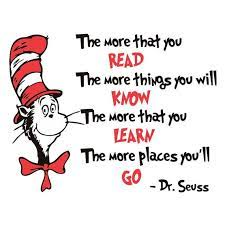 The more that you
READ
The more things you will
KNOW
The more that you
LEARN
The more places you'll
GO
- Dr. Seuss